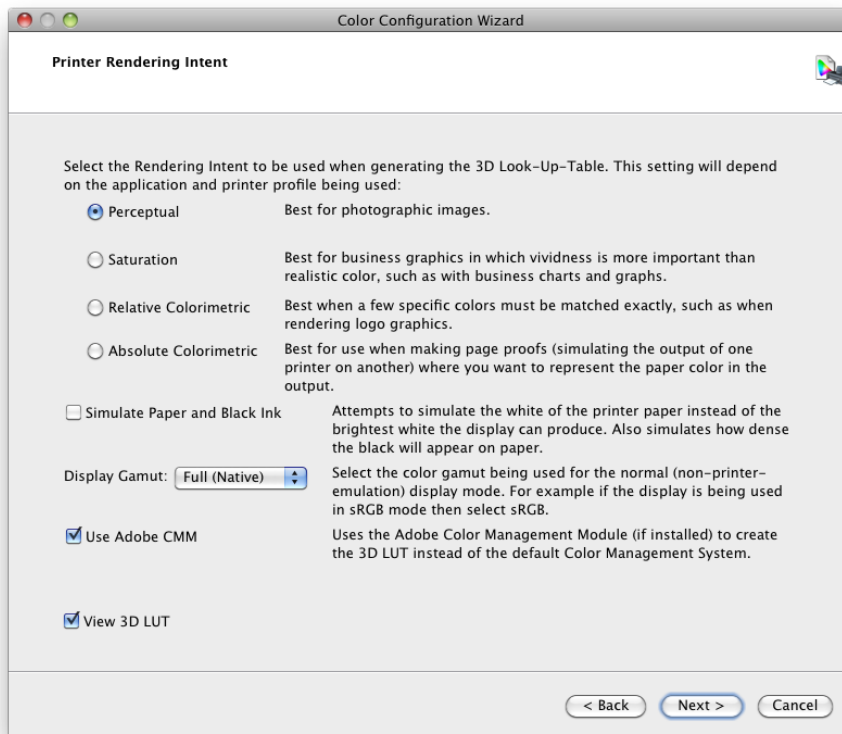 Color Configuration Wizard
Printer Rendering Intent
Select the Rendering Intent to be used when generating the 3D Look-Up-Table. This setting will depend
on the application and printer profile being used:
Perceptual
Best for photographic images.
Saturation
Best for business graphics in which vividness is more important than
realistic color, such as with business charts and graphs.
Relative Colorimetric
Best when a few specific colors must be matched exactly, such as when
rendering logo graphics.
Absolute Colorimetric
Best for use when making page proofs (simulating the output of one
printer on another) where you want to represent the paper color in the
output.
Simulate Paper and Black Ink
Attempts to simulate the white of the printer paper instead of the
brightest white the display can produce. Also simulates how dense
the black will appear on paper.
Display Gamut: Full (Native)
Select the color gamut being used for the normal (non-printer-
emulation) display mode. For example if the display is being used
in sRGB mode then select sRGB.
Use Adobe CMM
Uses the Adobe Color Management Module (if installed) to create
the 3D LUT instead of the default Color Management System.
View 3D LUT
< Back
Next >
Cancel